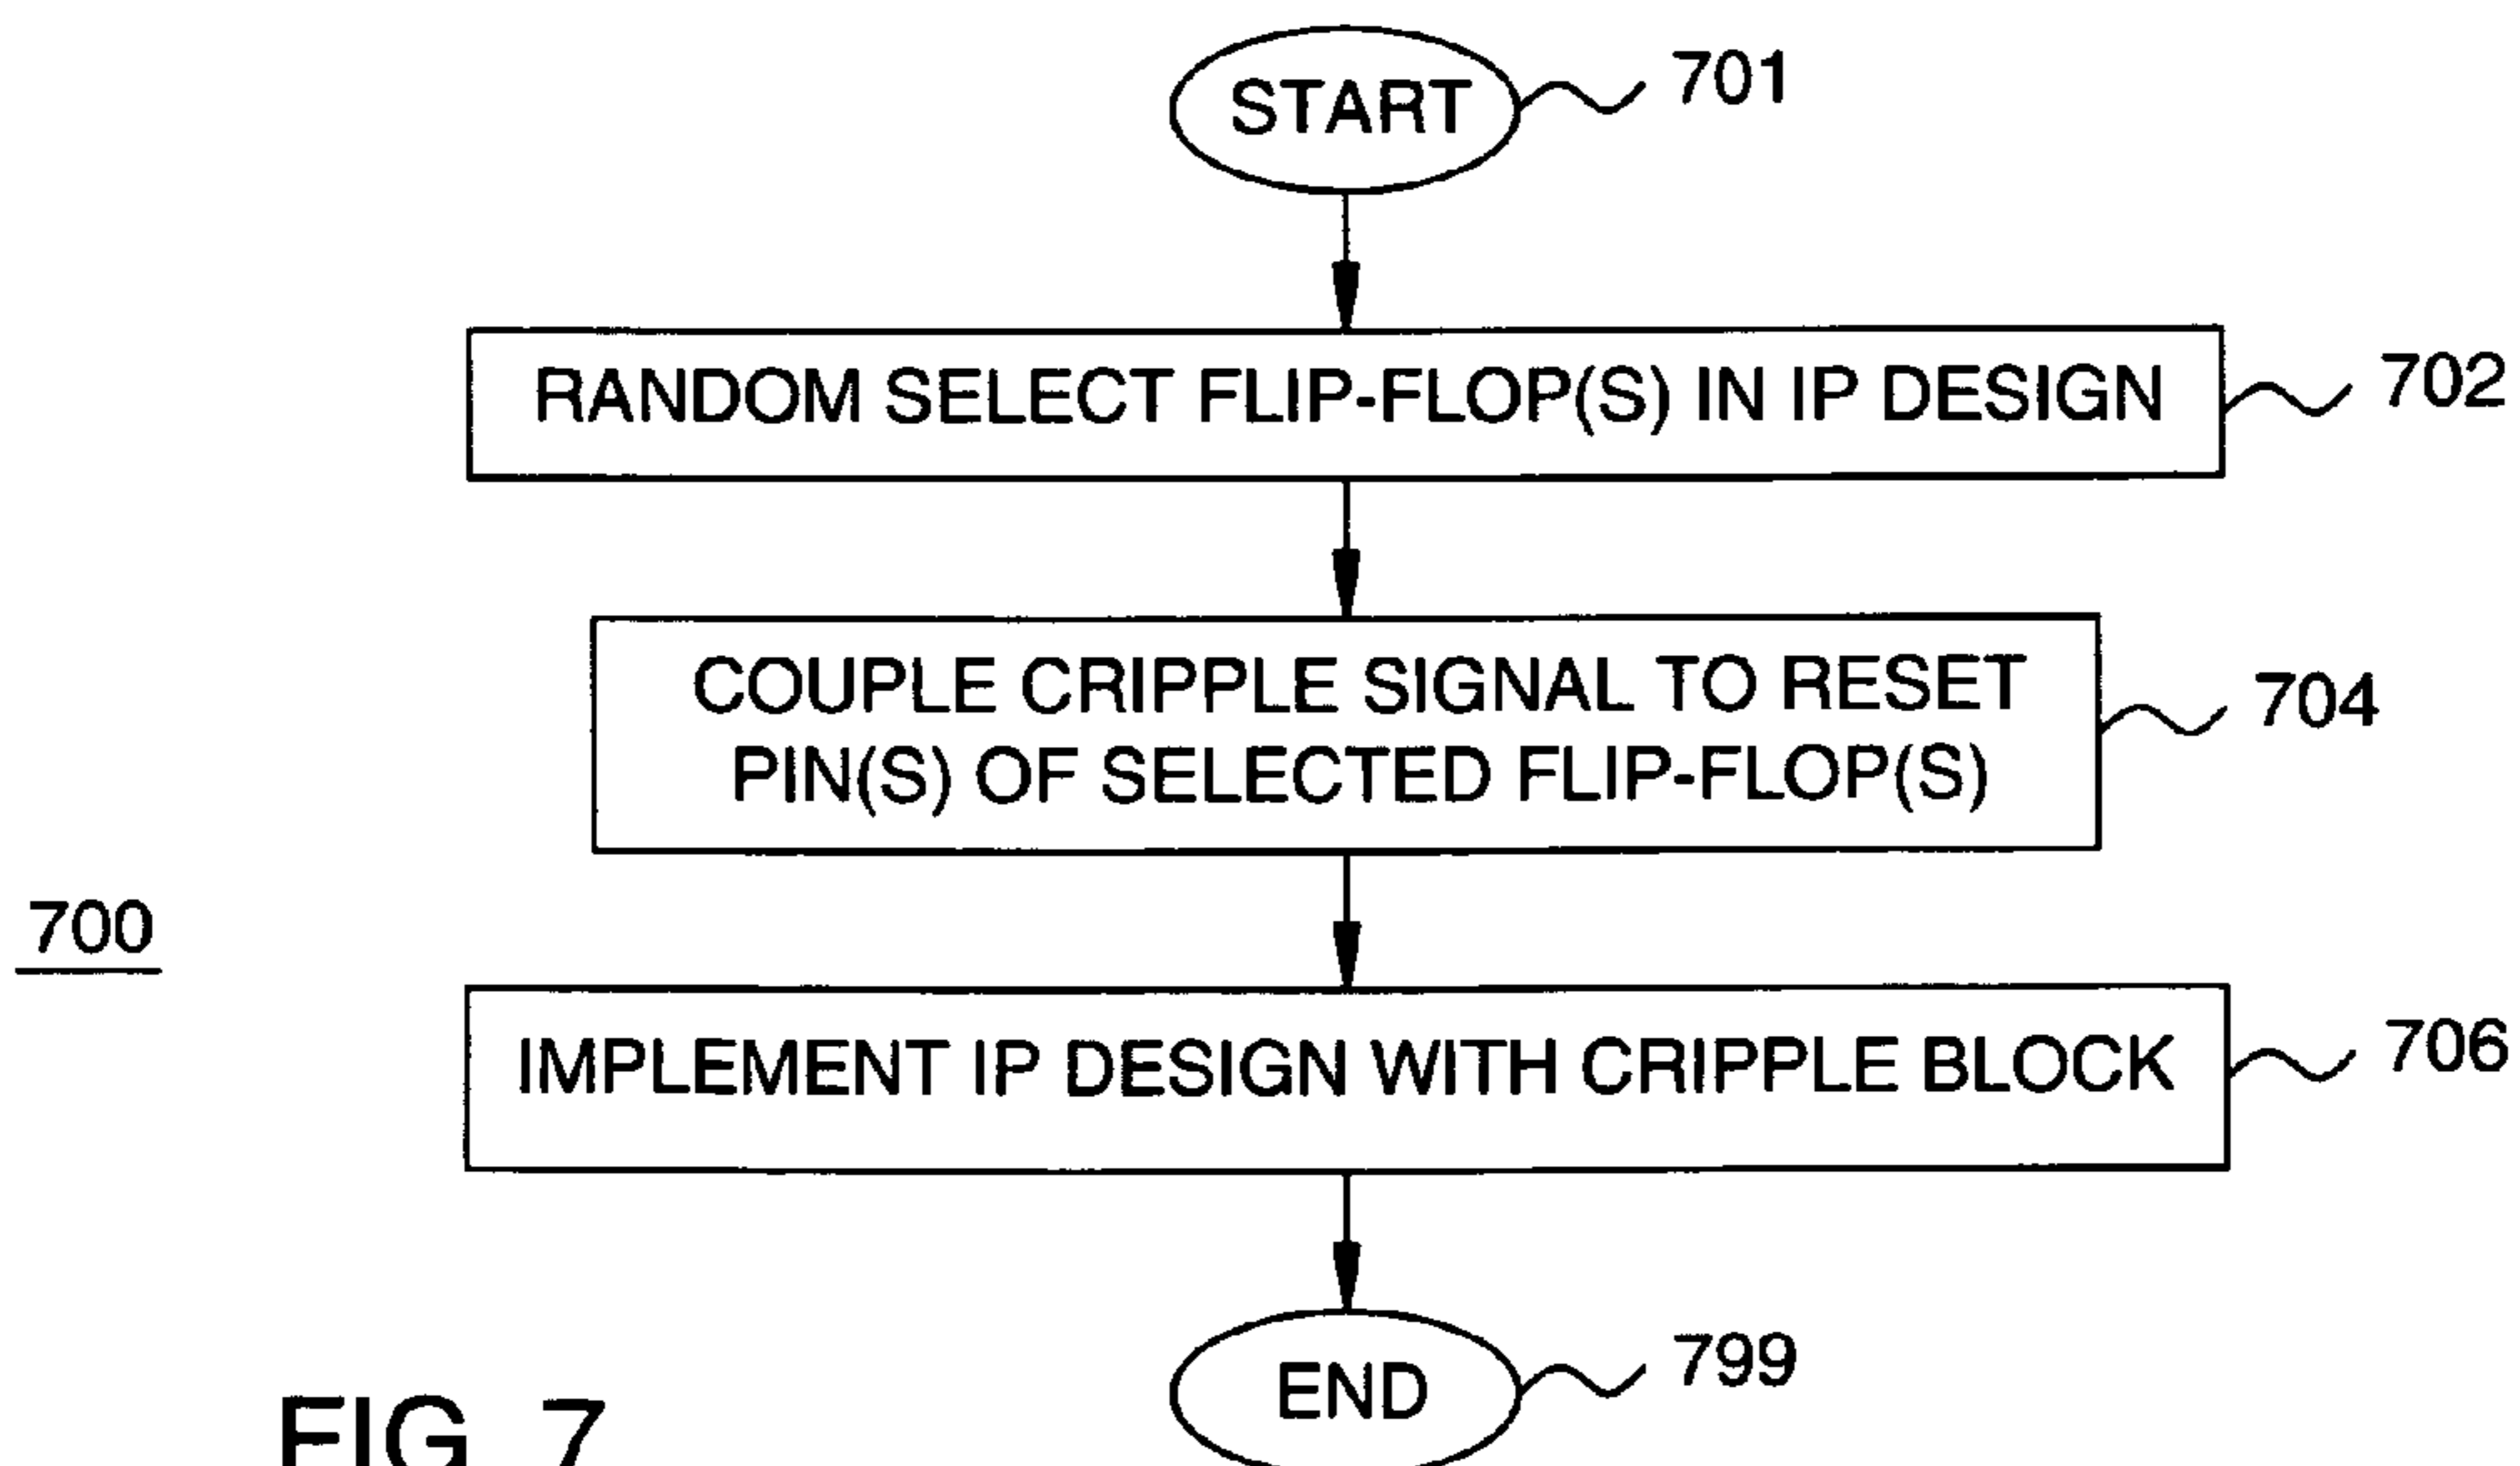 START
701
RANDOM SELECT FLIP-FLOP(S) IN IP DESIGN
702
COUPLE CRIPPLE SIGNAL TO RESET
PIN(S) OF SELECTED FLIP-FLOP(S)
704
700
IMPLEMENT IP DESIGN WITH CRIPPLE BLOCK
706
END
799
FIG. 7